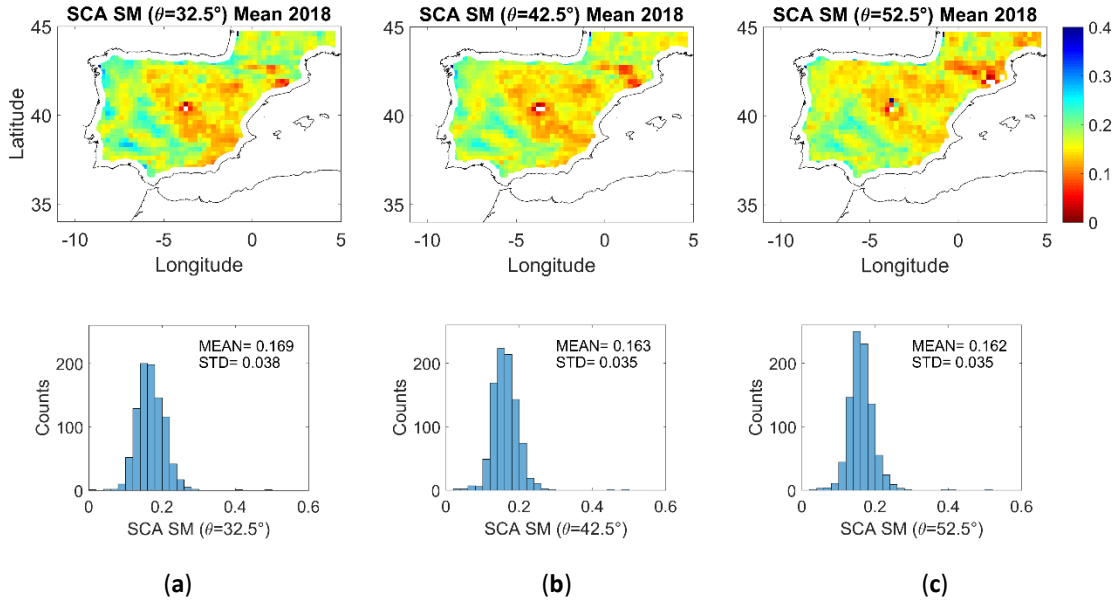 SCA SM (θ=32.5°) Mean 2018
SCA SM (θ=42.5°) Mean 2018
SCA SM (θ=52.5°) Mean 2018
45
40
35
Latitude
-10 -5 0 5
Longitude
45
40
35
-10 -5 0 5
Longitude
45
40
35
-10 -5 0 5
Longitude
0.4
0.3
0.2
0.1
0
MEAN= 0.169
STD= 0.038
200
100
0
Counts
0 0.2 0.4 0.6
SCA SM (θ=32.5°)
MEAN= 0.163
STD= 0.035
200
100
0
Counts
0 0.2 0.4 0.6
SCA SM (θ=42.5°)
MEAN= 0.162
STD= 0.035
200
100
0
Counts
0 0.2 0.4 0.6
SCA SM (θ=52.5°)
(a)
(b)
(c)